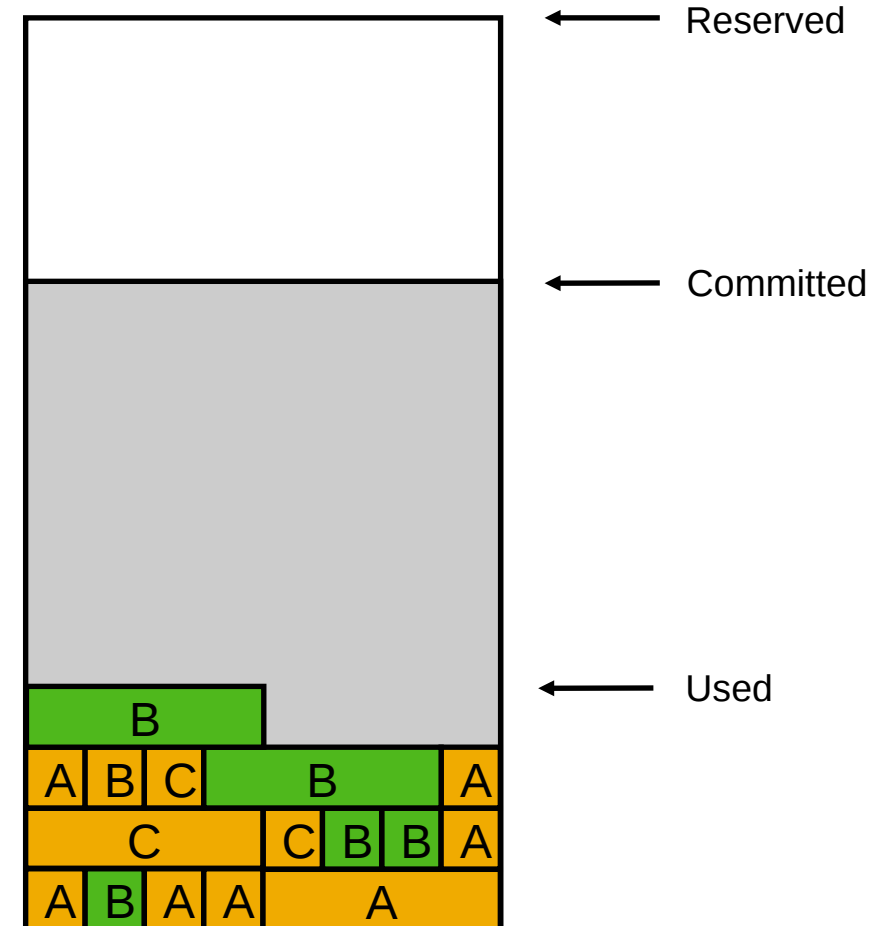 Reserved
Committed
Used
B
A B C B A
C C B B A
A B A A A